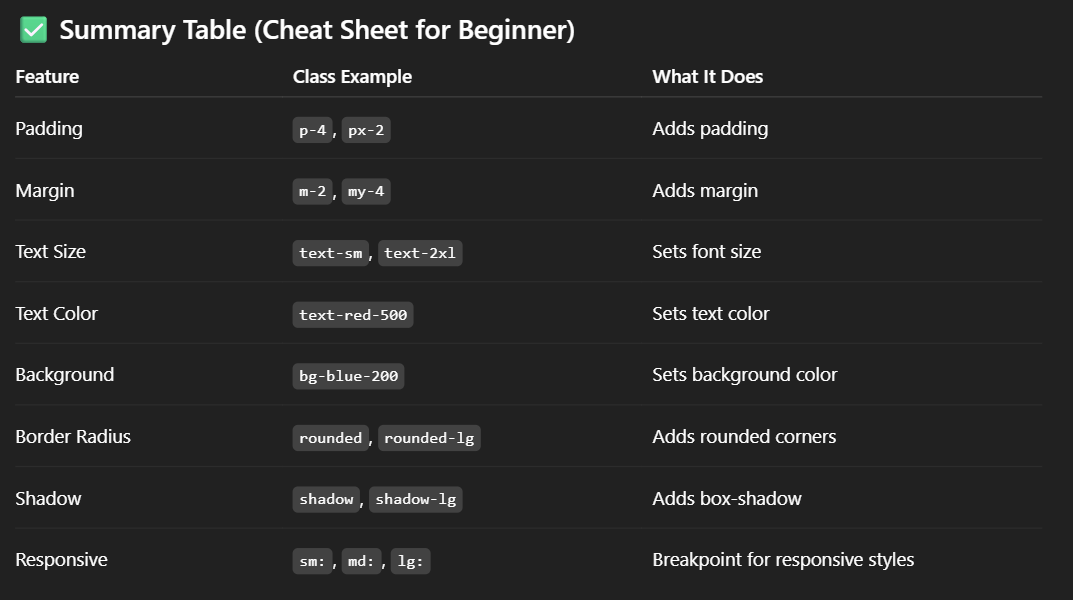 ✅ Summary Table (Cheat Sheet for Beginner)
Feature Class Example What It Does
Padding p-4, px-2 Adds padding
Margin m-2, my-4 Adds margin
Text Size text-sm, text-2xl Sets font size
Text Color text-red-500 Sets text color
Background bg-blue-200 Sets background color
Border Radius rounded, rounded-lg Adds rounded corners
Shadow shadow, shadow-lg Adds box-shadow
Responsive sm:, md:, lg: Breakpoint for responsive styles